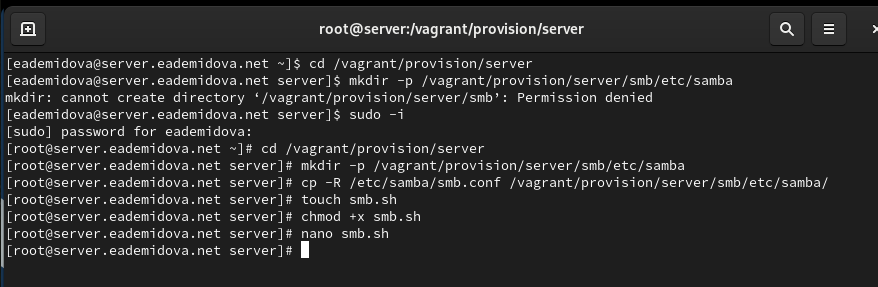 root@server:/vagrant/provision/server
[eademidova@server.eademidova.net ~]$ cd /vagrant/provision/server
[eademidova@server.eademidova.net server]$ mkdir -p /vagrant/provision/server/smb/etc/samba
mkdir: cannot create directory ‘/vagrant/provision/server/smb’: Permission denied
[eademidova@server.eademidova.net server]$ sudo -i
[sudo] password for eademidova:
[root@server.eademidova.net ~]# cd /vagrant/provision/server
[root@server.eademidova.net server]# mkdir -p /vagrant/provision/server/smb/etc/samba
[root@server.eademidova.net server]# cp -R /etc/samba/smb.conf /vagrant/provision/server/smb/etc/samba/
[root@server.eademidova.net server]# touch smb.sh
[root@server.eademidova.net server]# chmod +x smb.sh
[root@server.eademidova.net server]# nano smb.sh
[root@server.eademidova.net server]#